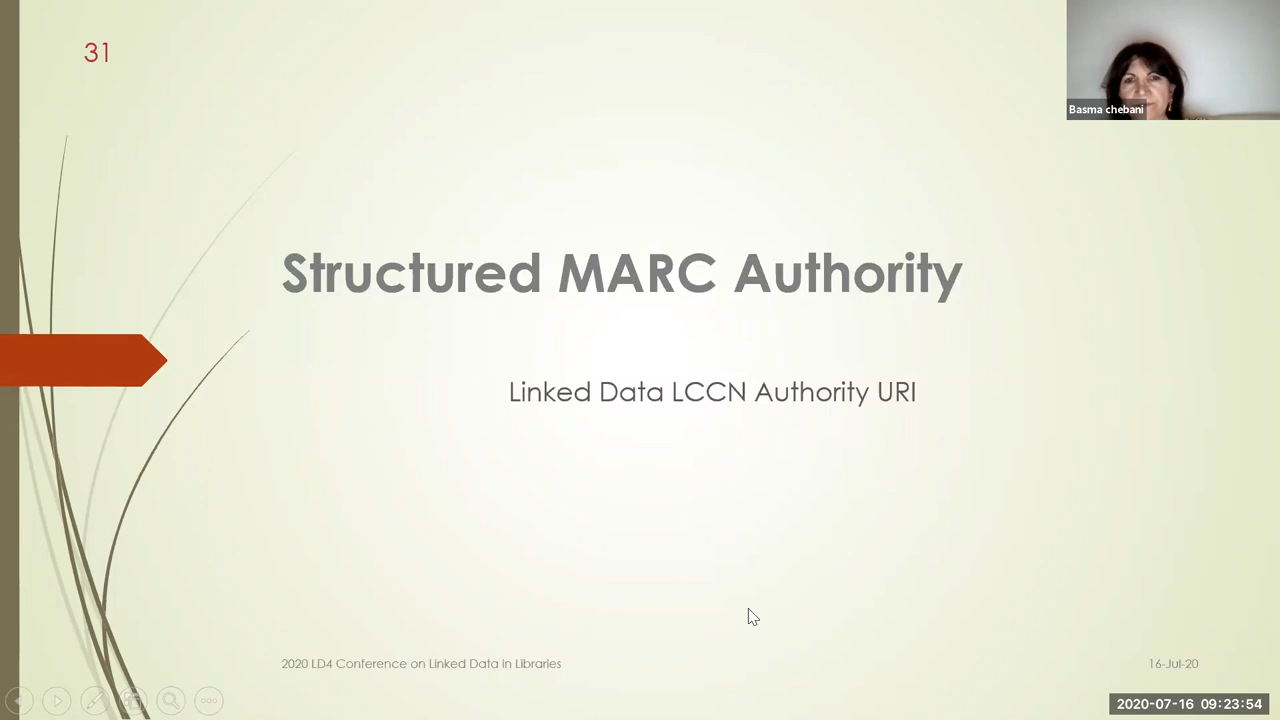 31
Basma chebani
Structured MARC Authority
Linked Data LCCN Authority URI
2020 LD4 Conference on Linked Data in Libraries
16-Jul-20
2020-07-16 09:23:54